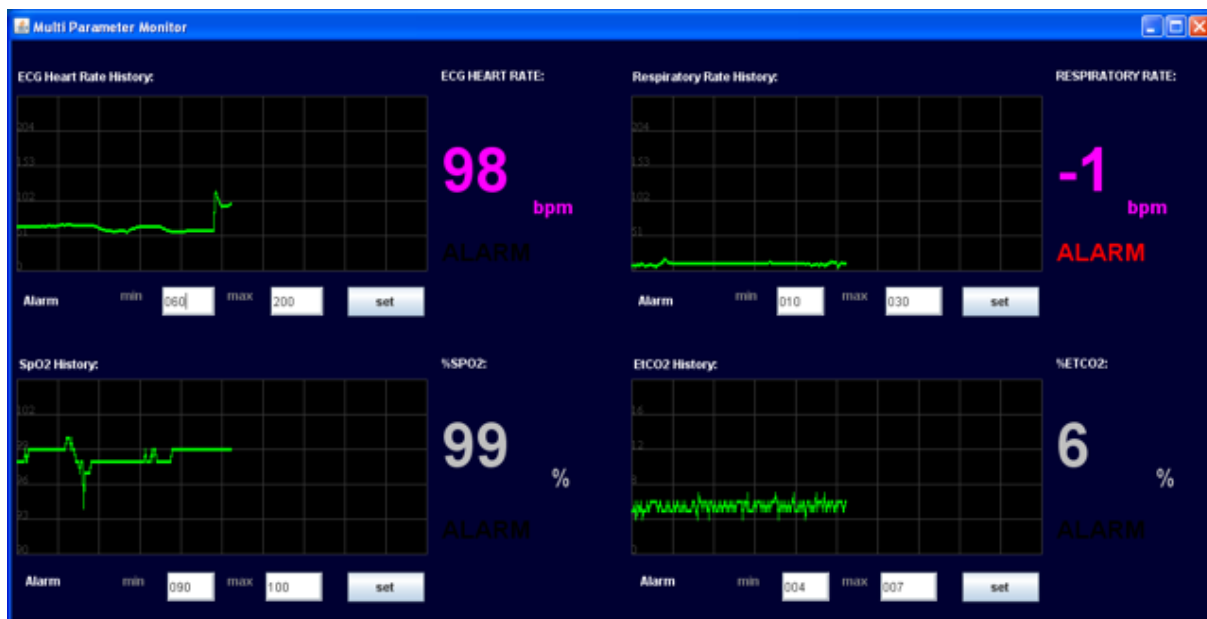 Multi Parameter Monitor
ECG Heart Rate History:
ECG HEART RATE:
204
153
102
51
0
98
bpm
ALARM
Alarm min 060 max 200 set
Respiratory Rate History:
RESPIRATORY RATE:
204
153
102
51
0
-1
bpm
ALARM
Alarm min 010 max 030 set
SpO2 History:
%SPO2:
102
99
96
93
90
99
%
ALARM
Alarm min 090 max 100 set
EtCO2 History:
%ETCO2:
16
12
8
0
6
%
ALARM
Alarm min 004 max 007 set